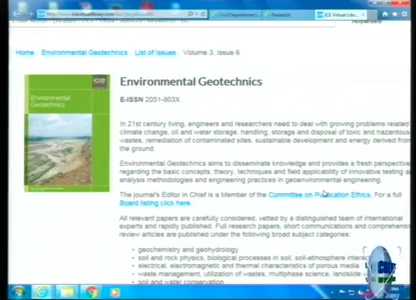 www.icevirtuallibrary.com
ICE Virtual Libra...
Home Environmental Geotechnics List of Issues Volume 3, Issue 6
ice
Environmental
Geotechnics
Environmental Geotechnics
E-ISSN 2051-803X
In 21st century living, engineers and researchers need to deal with growing problems related
climate change, oil and water storage, handling, storage and disposal of toxic and hazardous
wastes, remediation of contaminated sites, sustainable development and energy derived from
the ground.
Environmental Geotechnics aims to disseminate knowledge and provides a fresh perspective
regarding the basic concepts, theory, techniques and field applicability of innovative testing and
analysis methodologies and engineering practices in geoenvironmental engineering.
The journal's Editor in Chief is a Member of the Committee on Publication Ethics. For a full
Board listing click here.
All relevant papers are carefully considered, vetted by a distinguished team of international
experts and rapidly published. Full research papers, short communications and comprehensive
review articles are published under the following broad subject categories:
• geochemistry and geohydrology
• soil and rock physics, biological processes in soil, soil-atmosphere interaction
• electrical, electromagnetic and thermal characteristics of porous media
• waste management, utilization of wastes, multiphase science, landslide
• soil and water conservation